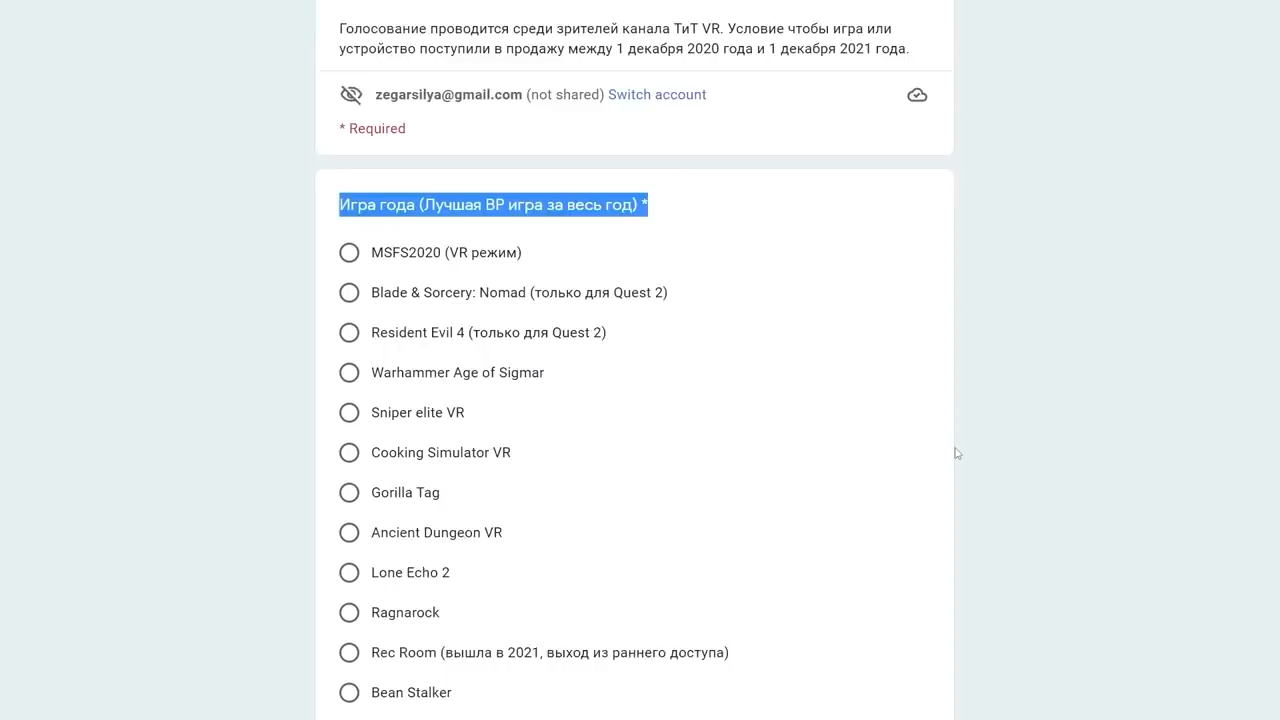 Голосование проводится среди зрителей канала ТиТ VR. Условие чтобы игра или
устройство поступили в продажу между 1 декабря 2020 года и 1 декабря 2021 года.
zegarsilya@gmail.com (not shared) Switch account
* Required
Игра года (Лучшая ВР игра за весь год) *
MSFS2020 (VR режим)
Blade & Sorcery: Nomad (только для Quest 2)
Resident Evil 4 (только для Quest 2)
Warhammer Age of Sigmar
Sniper elite VR
Cooking Simulator VR
Gorilla Tag
Ancient Dungeon VR
Lone Echo 2
Ragnarock
Rec Room (вышла в 2021, выход из раннего доступа)
Bean Stalker